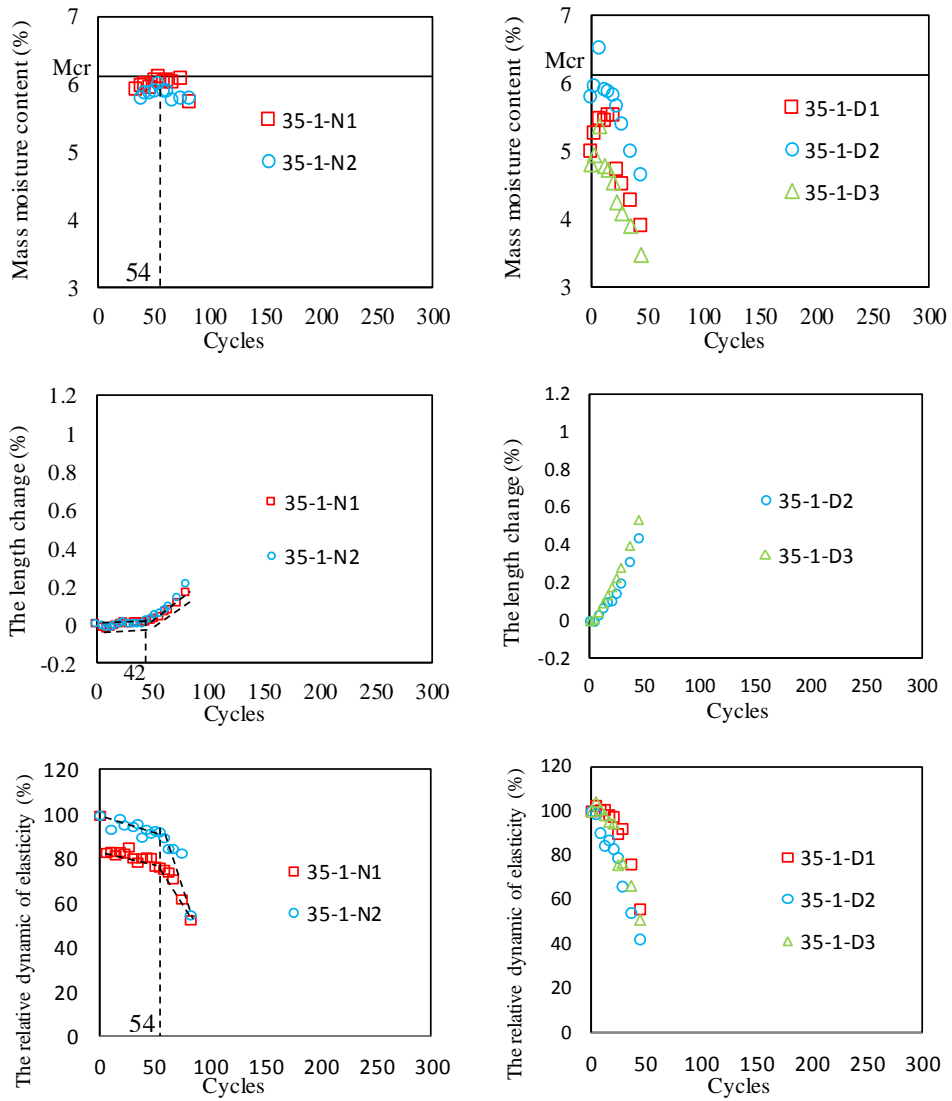 Mass moisture content (%)
7
Mcr
6
5
4
3
35-1-N1
35-1-N2
54
0 50 100 150 200 250 300
Cycles
Mass moisture content (%)
7
Mcr
6
5
4
3
35-1-D1
35-1-D2
35-1-D3
0 50 100 150 200 250 300
Cycles
The length change (%)
1.2
1
0.8
0.6
0.4
0.2
0
-0.2
35-1-N1
35-1-N2
42
0 50 100 150 200 250 300
Cycles
The length change (%)
1.2
1
0.8
0.6
0.4
0.2
0
-0.2
35-1-D2
35-1-D3
0 50 100 150 200 250 300
Cycles
The relative dynamic of elasticity (%)
120
100
80
60
40
20
0
35-1-N1
35-1-N2
54
0 50 100 150 200 250 300
Cycles
The relative dynamic of elasticity (%)
120
100
80
60
40
20
0
35-1-D1
35-1-D2
35-1-D3
0 50 100 150 200 250 300
Cycles